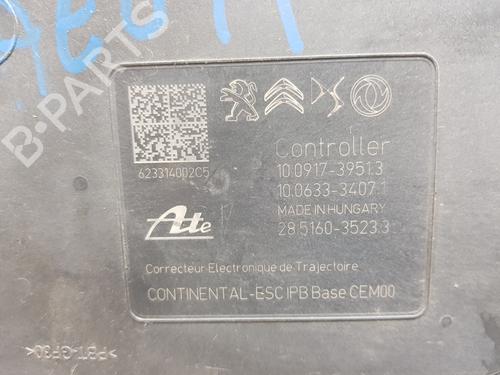 B-PARTS
Controller
10.0917-3951.3
10.0633-3407.1
MADE IN HUNGARY
28.5160-3523.3
623314002C5
Ate
Correcteur Electronique de Trajectoire
CONTINENTAL-ESC IPB Base CEM00
>PBT-GF30<